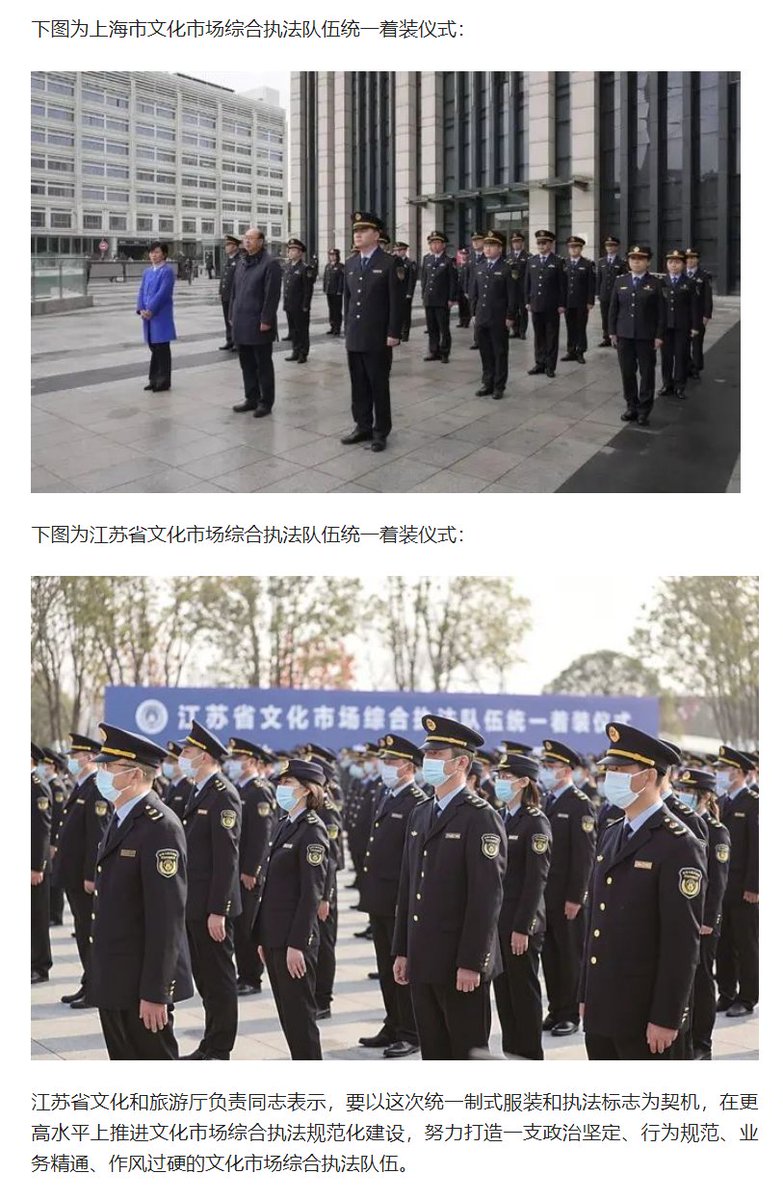 下图为上海市文化市场综合执法队伍统一着装仪式：
下图为江苏省文化市场综合执法队伍统一着装仪式：
江苏省文化市场综合执法队伍统一着装仪式
江苏省文化和旅游厅负责同志表示，要以这次统一制式服装和执法标志为契机，在更
高水平上推进文化市场综合执法规范化建设，努力打造一支政治坚定、行为规范、业
务精通、作风过硬的文化市场综合执法队伍。